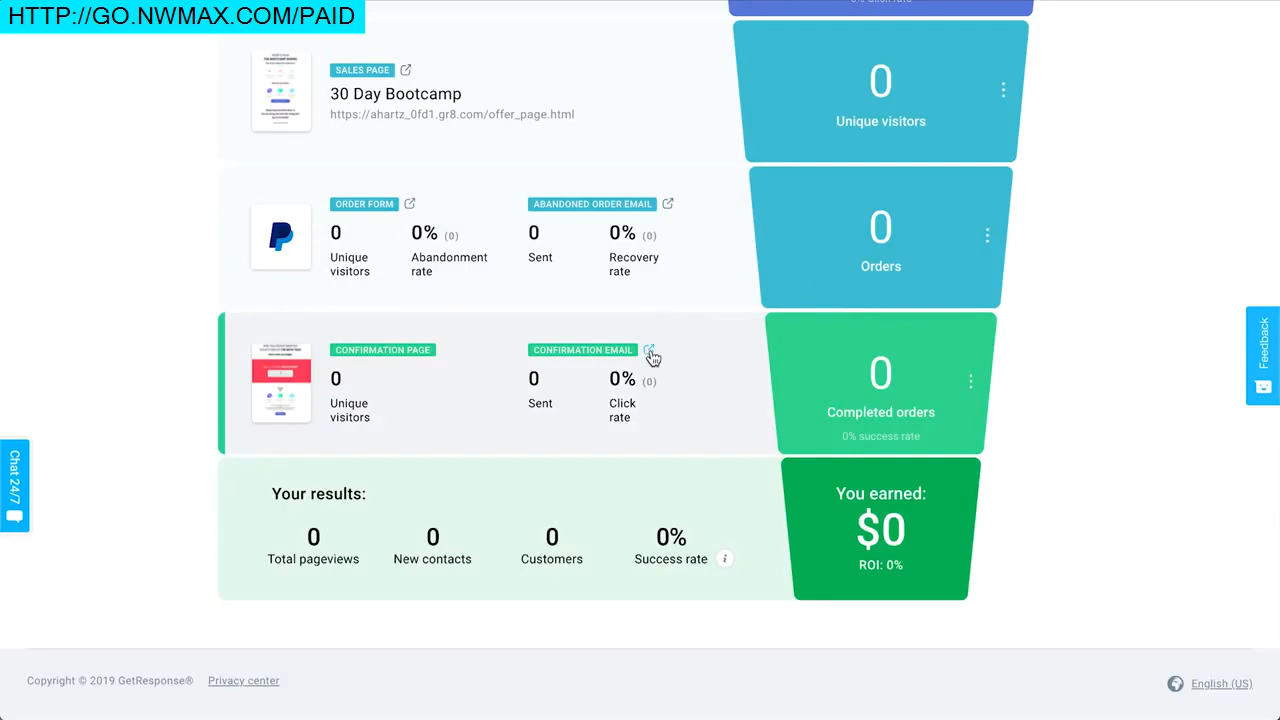 HTTP://GO.NWMAX.COM/PAID
SALES PAGE
30 Day Bootcamp
https://ahartz_0fd1.gr8.com/offer_page.html
0
Unique visitors
ORDER FORM
ABANDONED ORDER EMAIL
0
0% (0)
0
0% (0)
Unique visitors
Abandonment rate
Sent
Recovery rate
0
Orders
CONFIRMATION PAGE
CONFIRMATION EMAIL
0
0
0% (0)
Unique visitors
Sent
Click rate
0
Completed orders
0% success rate
Your results:
0
0
0
0%
Total pageviews
New contacts
Customers
Success rate
i
You earned:
$0
ROI: 0%
Chat 24/7
Feedback
Copyright © 2019 GetResponse®
Privacy center
English (US)